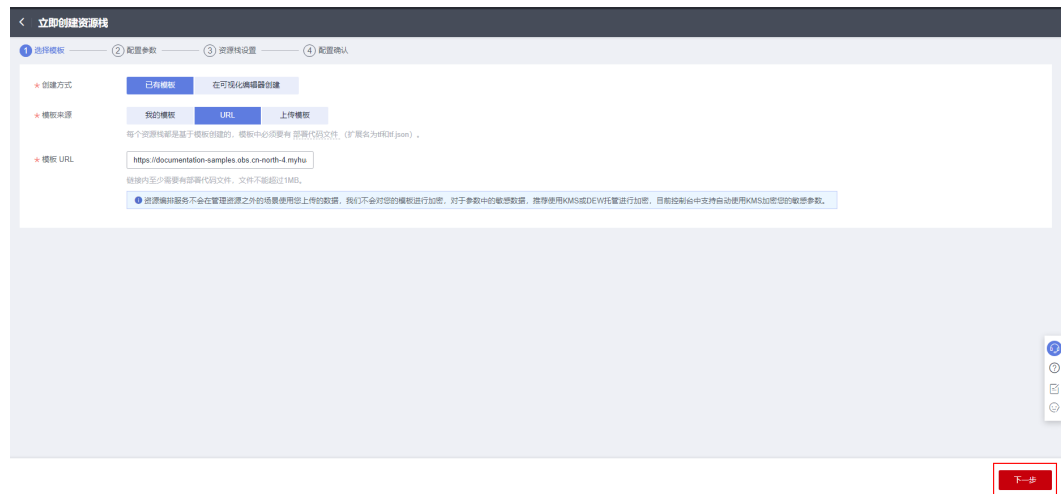 立即创建资源栈
1 选择模板 2 配置参数 3 资源栈设置 4 配置确认
* 创建方式 已有模板 在可视化编辑器创建
* 模板来源 我的模板 URL 上传模板
每个资源栈都是基于模板创建的，模板中必须要有 部署代码文件 （扩展名为tf和tf.json）。
* 模板 URL https://documentation-samples.obs.cn-north-4.myhu
链接内至少需要有部署代码文件，文件不能超过1MB。
资源编排服务不会在管理资源之外的场景使用您上传的数据，我们不会对您的模板进行加密，对于参数中的敏感数据，推荐使用KMS或DEW托管进行加密，目前控制台中支持自动使用KMS加密您的敏感参数。
下一步